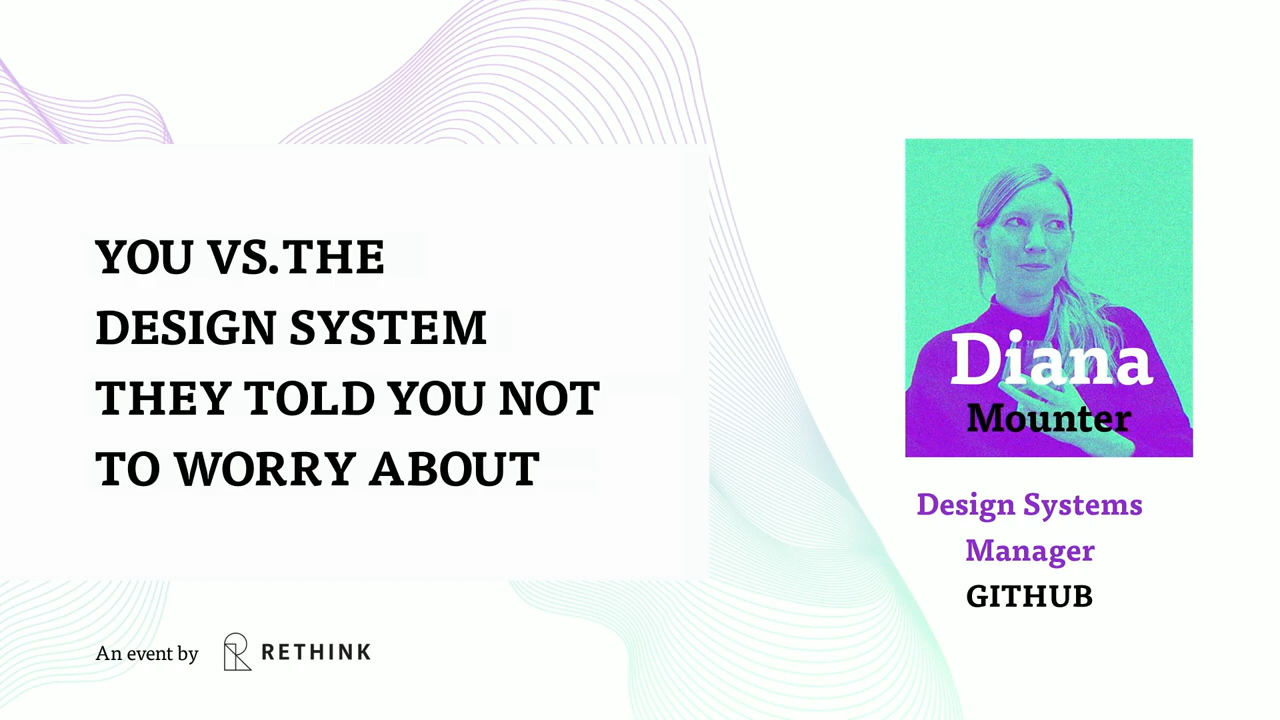 YOU VS.THE
DESIGN SYSTEM
THEY TOLD YOU NOT
TO WORRY ABOUT
An event by RETHINK
Diana
Mounter
Design Systems
Manager
GITHUB